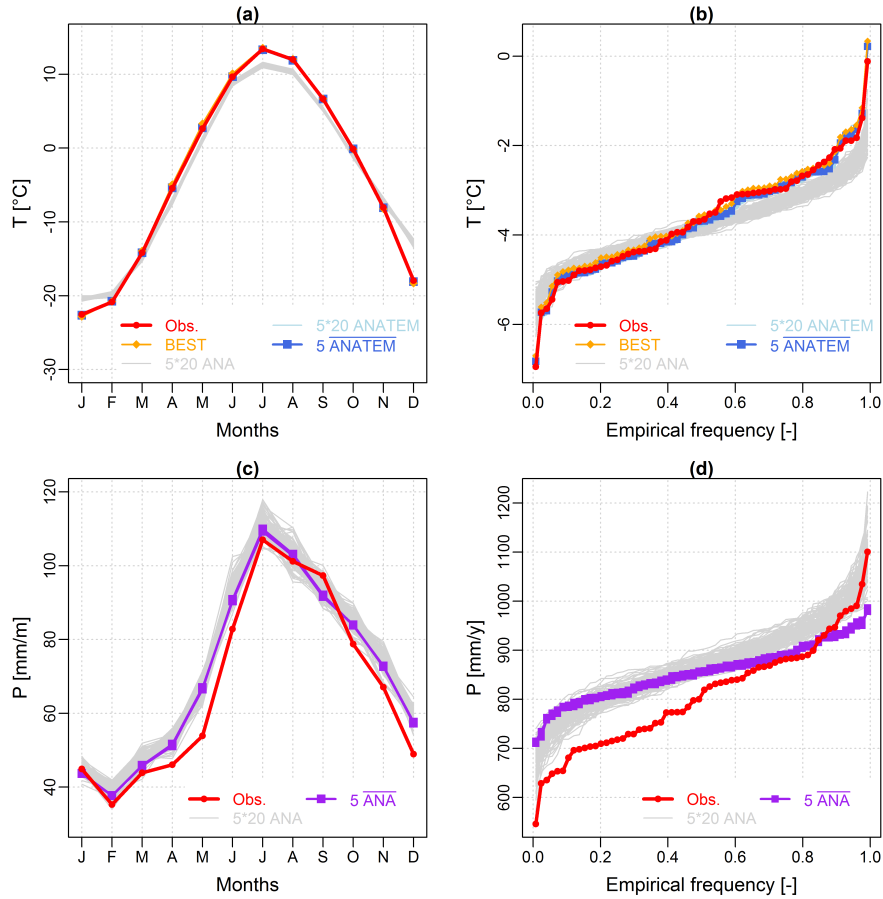 (a)
T [°C]
10
0
-10
-20
-30
Obs.
BEST
5*20 ANA
5*20 ANATEM
5 ANATEM
J F M A M J J A S O N D
Months
(b)
T [°C]
0
-2
-4
-6
Obs.
BEST
5*20 ANA
5*20 ANATEM
5 ANATEM
0.0 0.2 0.4 0.6 0.8 1.0
Empirical frequency [-]
(c)
P [mm/m]
120
100
80
60
40
Obs.
5*20 ANA
5 ANA
J F M A M J J A S O N D
Months
(d)
P [mm/y]
1200
1100
1000
900
800
700
600
Obs.
5*20 ANA
5 ANA
0.0 0.2 0.4 0.6 0.8 1.0
Empirical frequency [-]